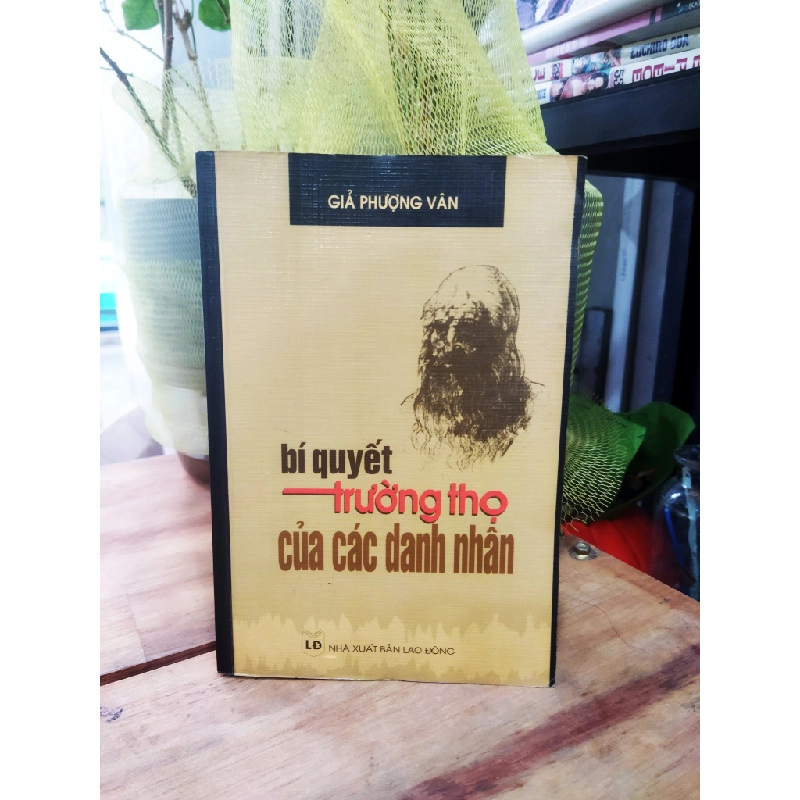 GIẢ PHƯỢNG VÂN
bí quyết
trường thọ
của các danh nhân
LĐ NHÀ XUẤT BẢN LAO ĐỘNG